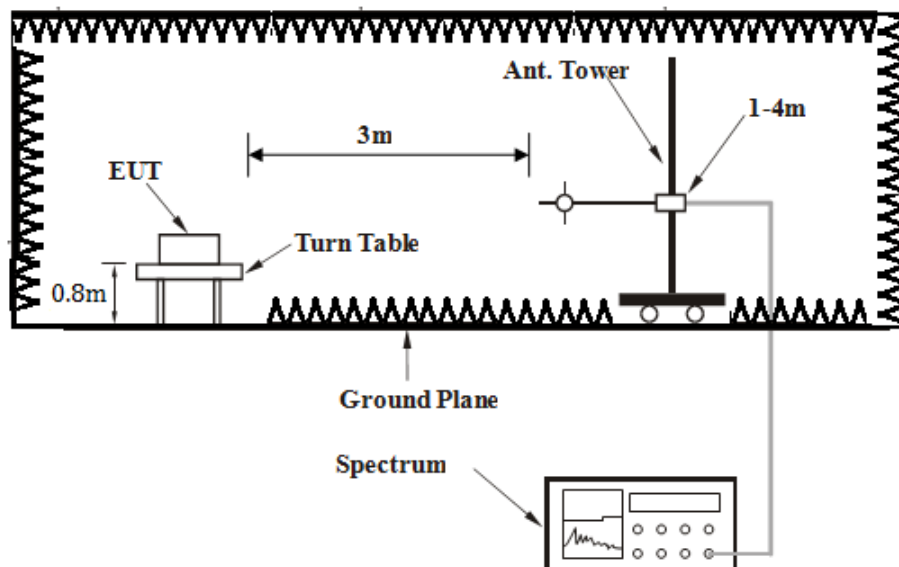 Ant. Tower
1-4m
3m
EUT
Turn Table
0.8m
Ground Plane
Spectrum